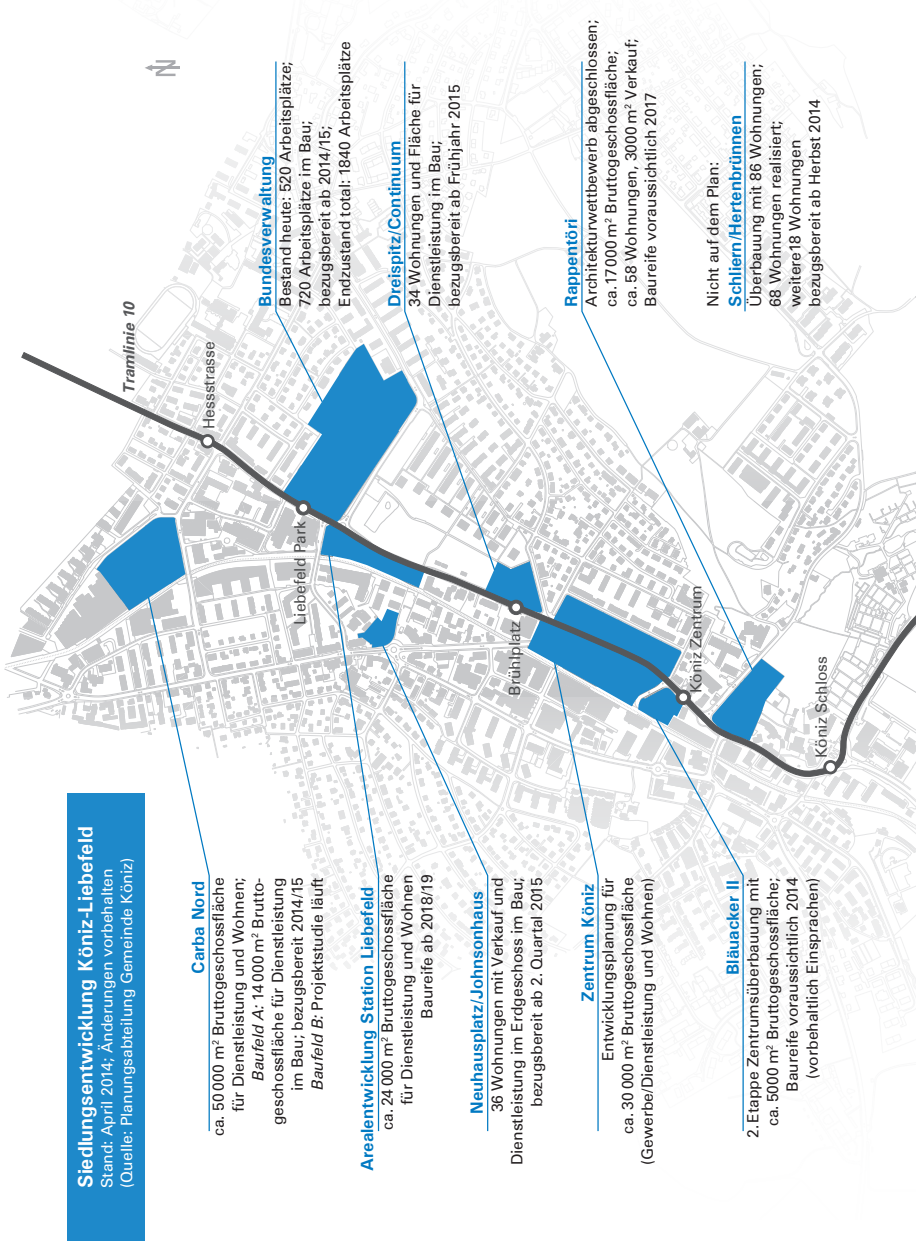 Siedlungsentwicklung Köniz-Liebefeld
Stand: April 2014; Änderungen vorbehalten
(Quelle: Planungsabteilung Gemeinde Köniz)
Carba Nord
ca. 50 000 m² Bruttogeschossfläche
für Dienstleistung und Wohnen;
Baufeld A: 14 000 m² Brutto-
geschossfläche für Dienstleistung
im Bau; bezugsbereit 2014/15
Baufeld B: Projektstudie läuft
Arealentwicklung Station Liebefeld
ca. 24 000 m² Bruttogeschossfläche
für Dienstleistung und Wohnen
Baureife ab 2018/19
Neuhausplatz/Johnsonhaus
36 Wohnungen mit Verkauf und
Dienstleistung im Erdgeschoss im Bau;
bezugsbereit ab 2. Quartal 2015
Zentrum Köniz
Entwicklungsplanung für
ca. 30 000 m² Bruttogeschossfläche
(Gewerbe/Dienstleistung und Wohnen)
Bläuacker II
2. Etappe Zentrumsüberbauung mit
ca. 5000 m² Bruttogeschossfläche;
Baureife voraussichtlich 2014
(vorbehaltlich Einsprachen)
Tramlinie 10
Hessstrasse
Liebefeld Park
Brühlplatz
Köniz Zentrum
Köniz Schloss
N
Bundesverwaltung
Bestand heute: 520 Arbeitsplätze;
720 Arbeitsplätze im Bau;
bezugsbereit ab 2014/15;
Endzustand total: 1840 Arbeitsplätze
Dreispitz/Continuum
34 Wohnungen und Fläche für
Dienstleistung im Bau;
bezugsbereit ab Frühjahr 2015
Rappentöri
Architekturwettbewerb abgeschlossen;
ca. 17 000 m² Bruttogeschossfläche;
ca. 58 Wohnungen, 3000 m² Verkauf;
Baureife voraussichtlich 2017
Nicht auf dem Plan:
Schliern/Hertenbrünnen
Überbauung mit 86 Wohnungen;
68 Wohnungen realisiert;
weitere18 Wohnungen
bezugsbereit ab Herbst 2014